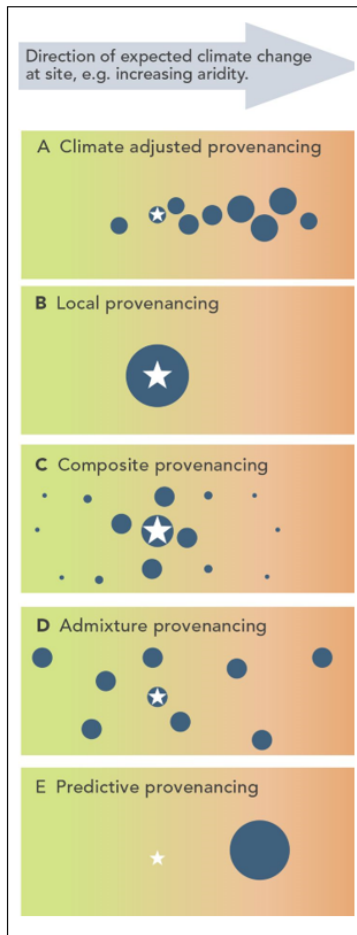 Direction of expected climate change
at site, e.g. increasing aridity.
A Climate adjusted provenancing
B Local provenancing
C Composite provenancing
D Admixture provenancing
E Predictive provenancing